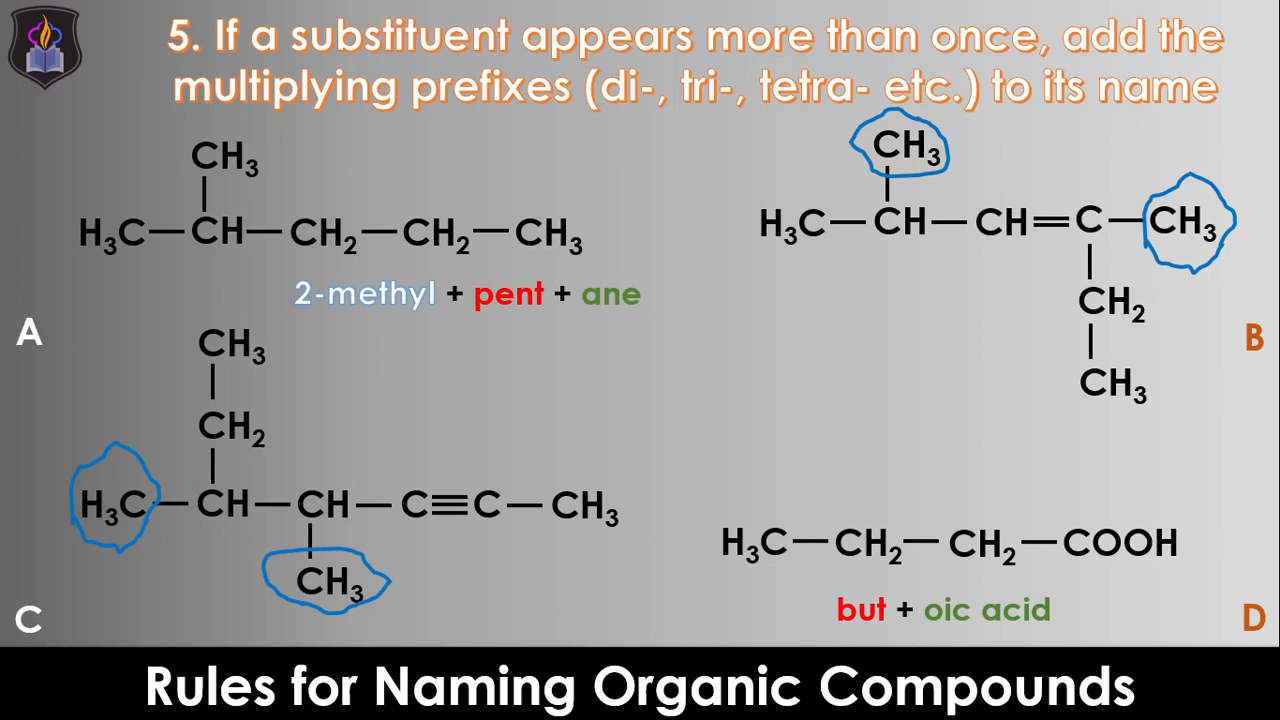 5. If a substituent appears more than once, add the
multiplying prefixes (di-, tri-, tetra- etc.) to its name
CH₃
H₃C—CH—CH₂—CH₂—CH₃
2-methyl + pent + ane
A
CH₃
H₃C—CH—CH=C—CH₃
CH₂
CH₃
B
CH₃
CH₂
H₃C—CH—CH—C≡C—CH₃
CH₃
C
H₃C—CH₂—CH₂—COOH
but + oic acid
D
Rules for Naming Organic Compounds